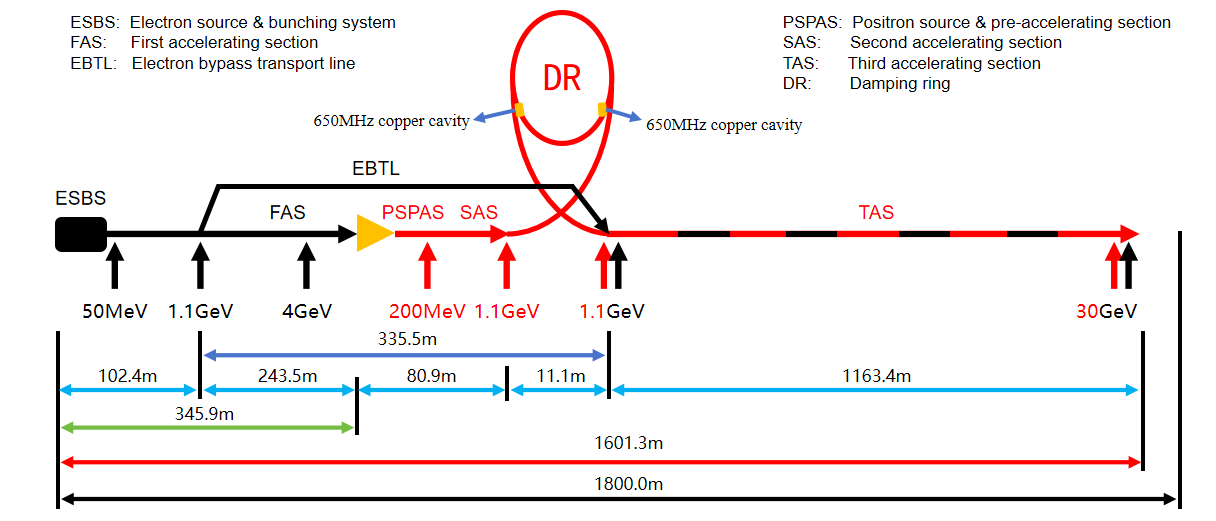 ESBS: Electron source & bunching system
FAS: First accelerating section
EBTL: Electron bypass transport line
PSPAS: Positron source & pre-accelerating section
SAS: Second accelerating section
TAS: Third accelerating section
DR: Damping ring
DR
650MHz copper cavity
650MHz copper cavity
EBTL
ESBS
FAS
PSPAS
SAS
TAS
50MeV
1.1GeV
4GeV
200MeV
1.1GeV
1.1GeV
30GeV
335.5m
102.4m
243.5m
80.9m
11.1m
1163.4m
345.9m
1601.3m
1800.0m